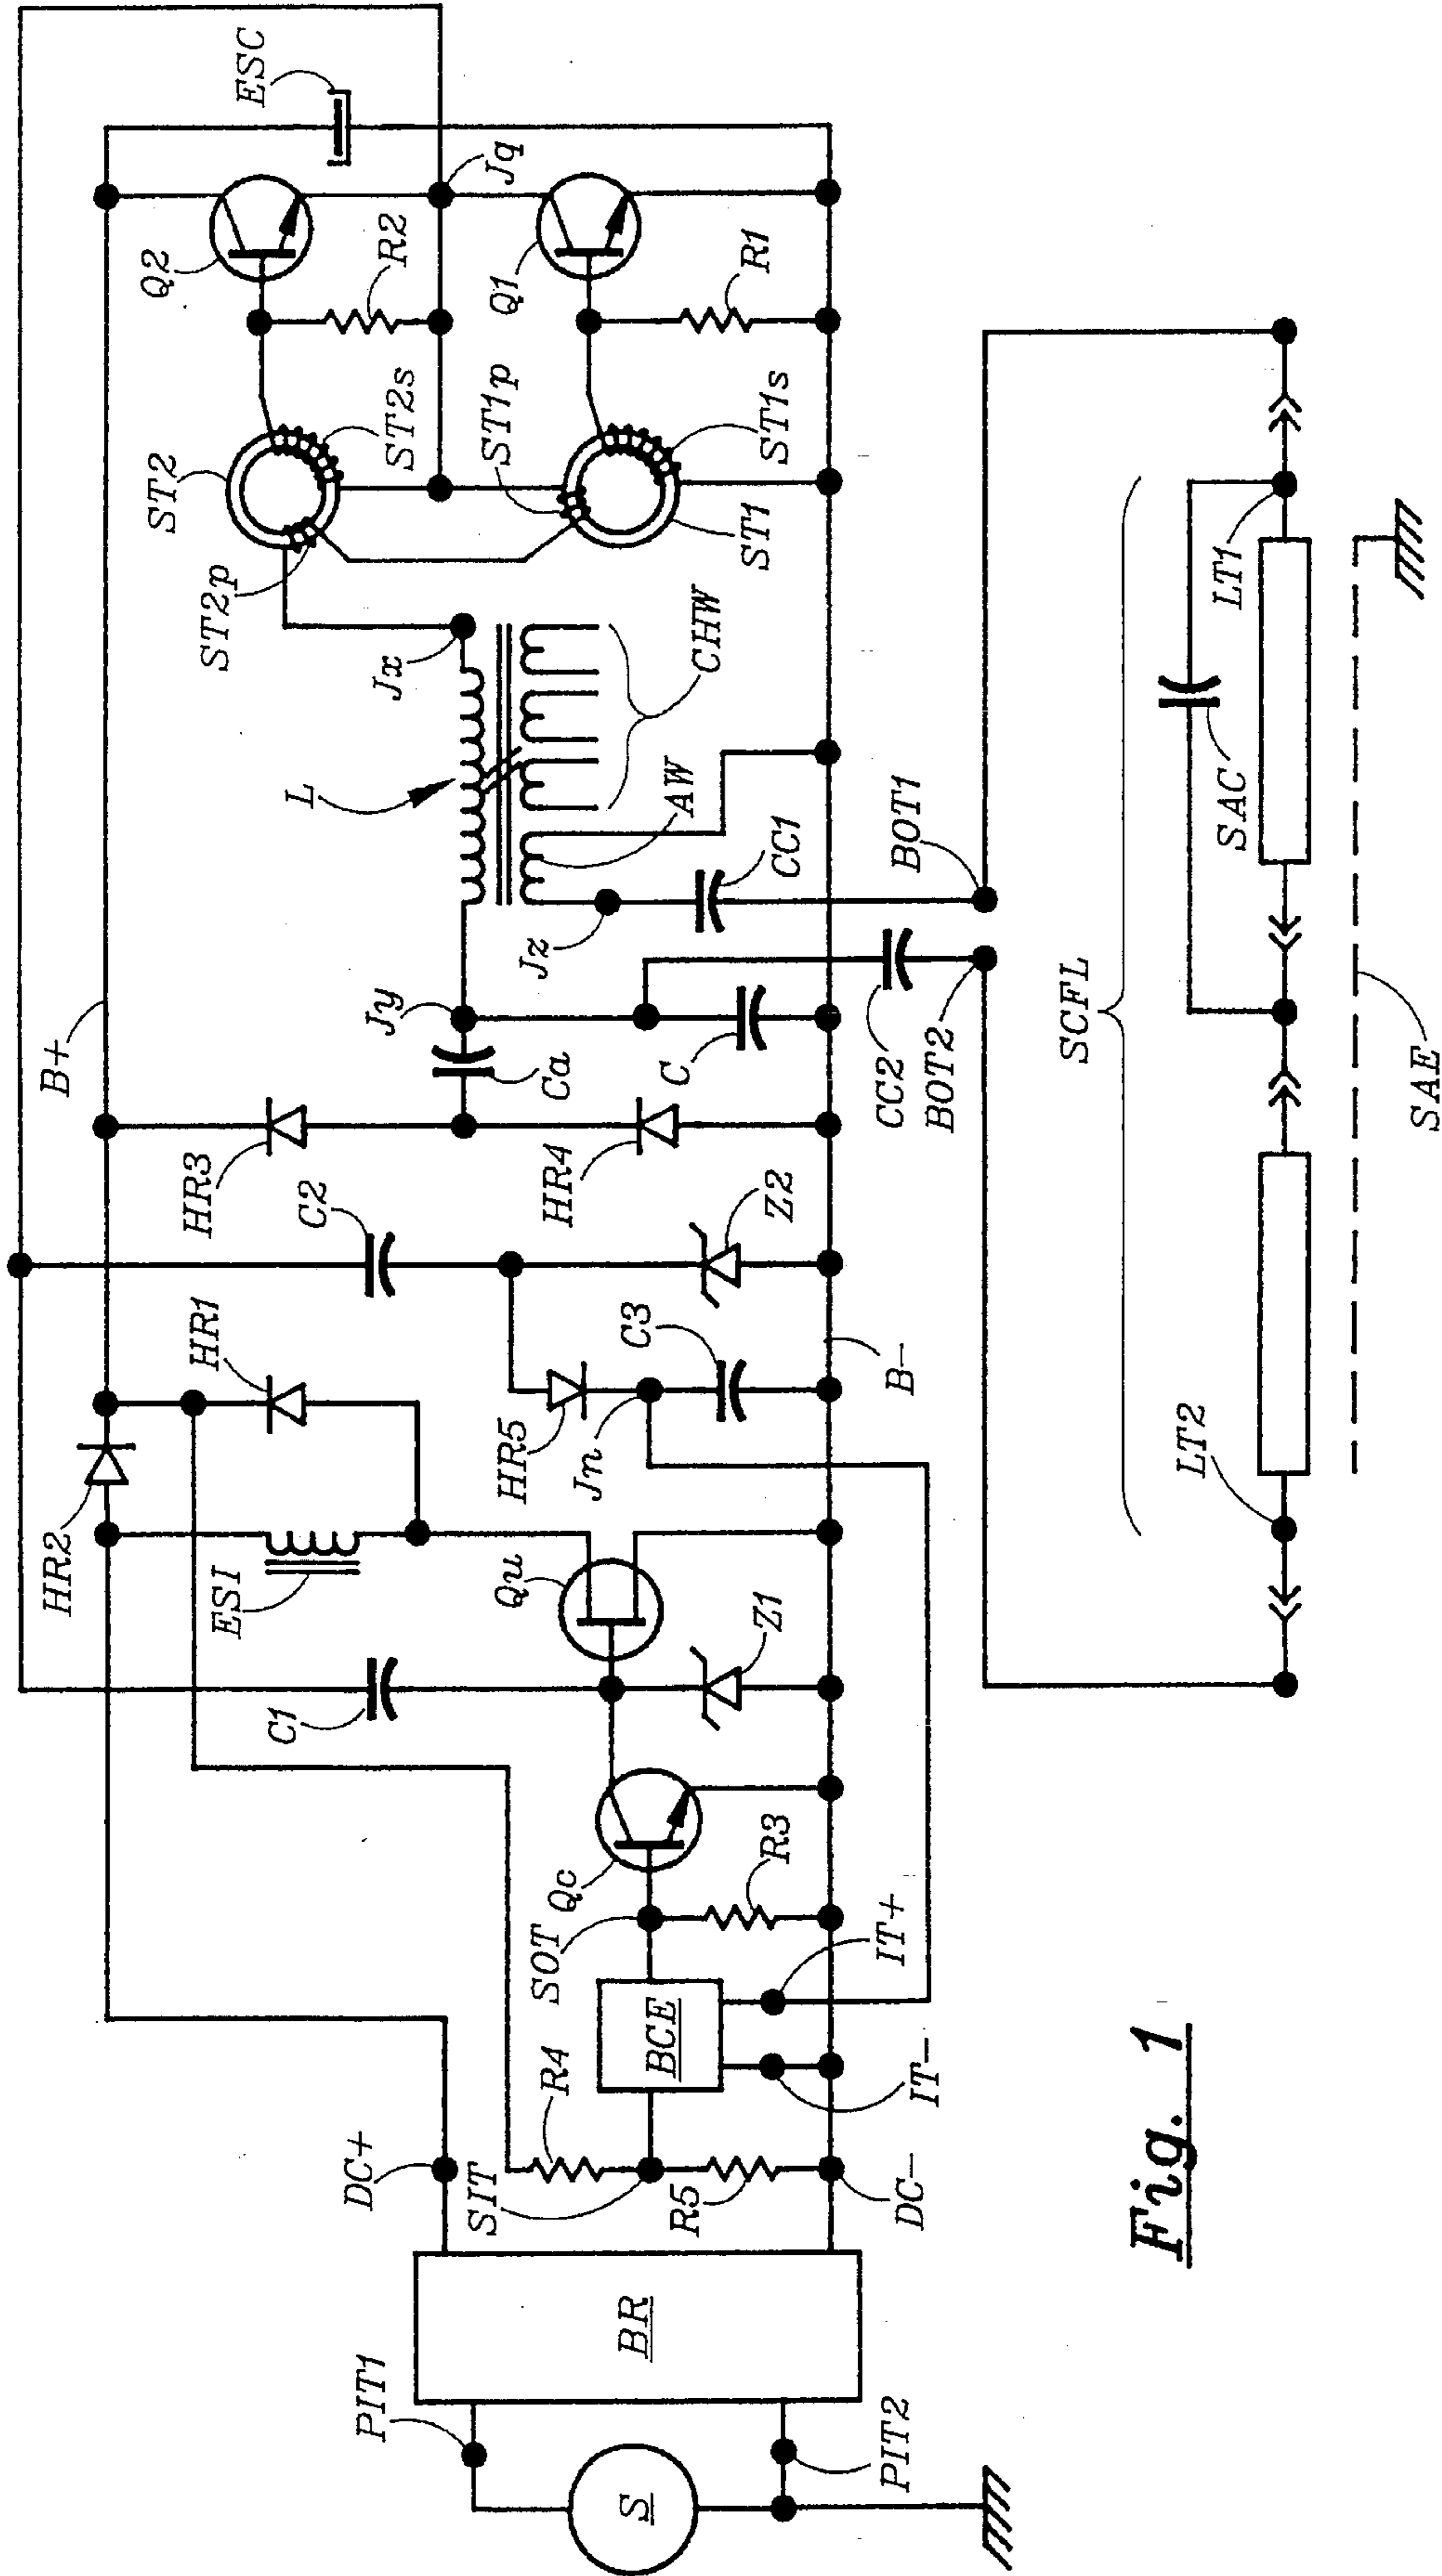 ESC
Jq
Q2
R2
Q1
R1
ST2
ST2s
ST1p
ST1s
ST1
ST2p
Jx
L
CHW
AW
CC1
BOT1
Jz
Jy
B+
Ca
C
CC2
BOT2
SCFL
LT1
SAC
SAE
HR3
HR4
C2
Z2
HR1
C3
B-
HR5
Jn
LT2
HR2
ESI
Qu
Z1
C1
Qc
R3
SOT
IT+
BCE
IT-
R4
DC+
SIT
R5
DC-
BR
PIT1
PIT2
S
Fig. 1